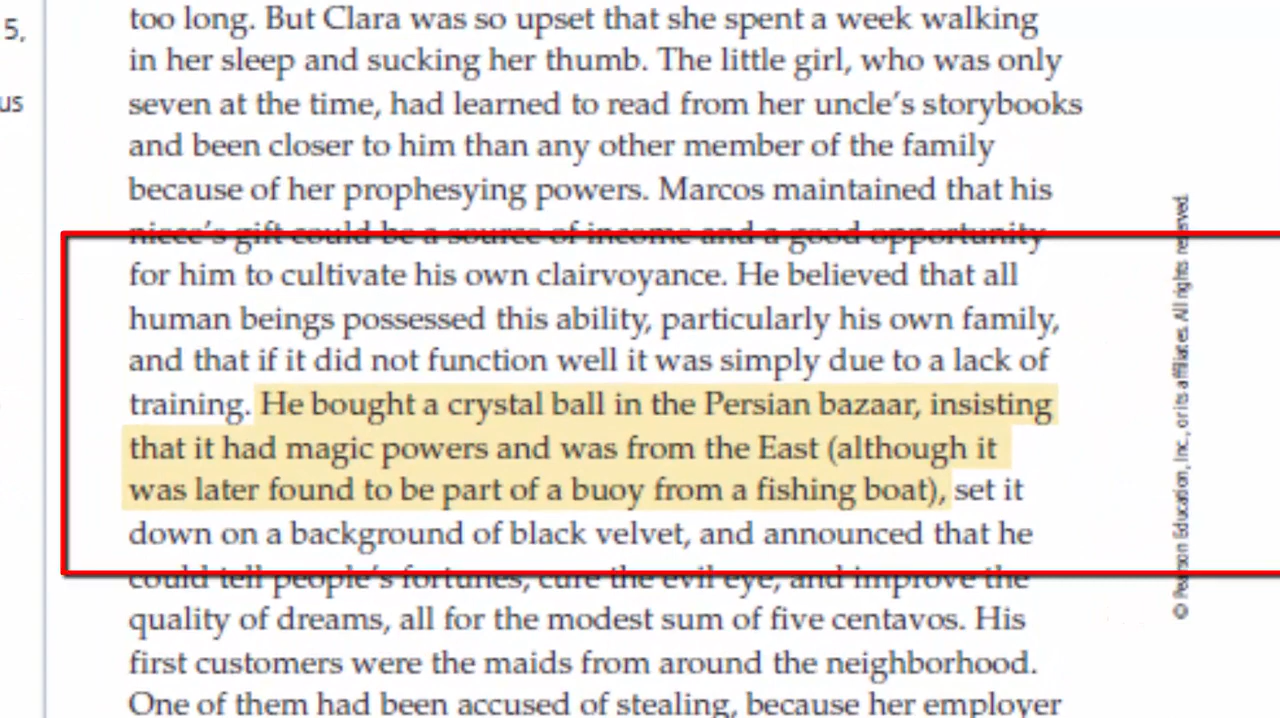 5,
us
too long. But Clara was so upset that she spent a week walking
in her sleep and sucking her thumb. The little girl, who was only
seven at the time, had learned to read from her uncle's storybooks
and been closer to him than any other member of the family
because of her prophesying powers. Marcos maintained that his
niece's gift could be a source of income and a good opportunity
for him to cultivate his own clairvoyance. He believed that all
human beings possessed this ability, particularly his own family,
and that if it did not function well it was simply due to a lack of
training. He bought a crystal ball in the Persian bazaar, insisting
that it had magic powers and was from the East (although it
was later found to be part of a buoy from a fishing boat), set it
down on a background of black velvet, and announced that he
could tell people's fortunes, cure the evil eye, and improve the
quality of dreams, all for the modest sum of five centavos. His
first customers were the maids from around the neighborhood.
One of them had been accused of stealing, because her employer
© Pearson Education, Inc., or its affiliates. All rights reserved.